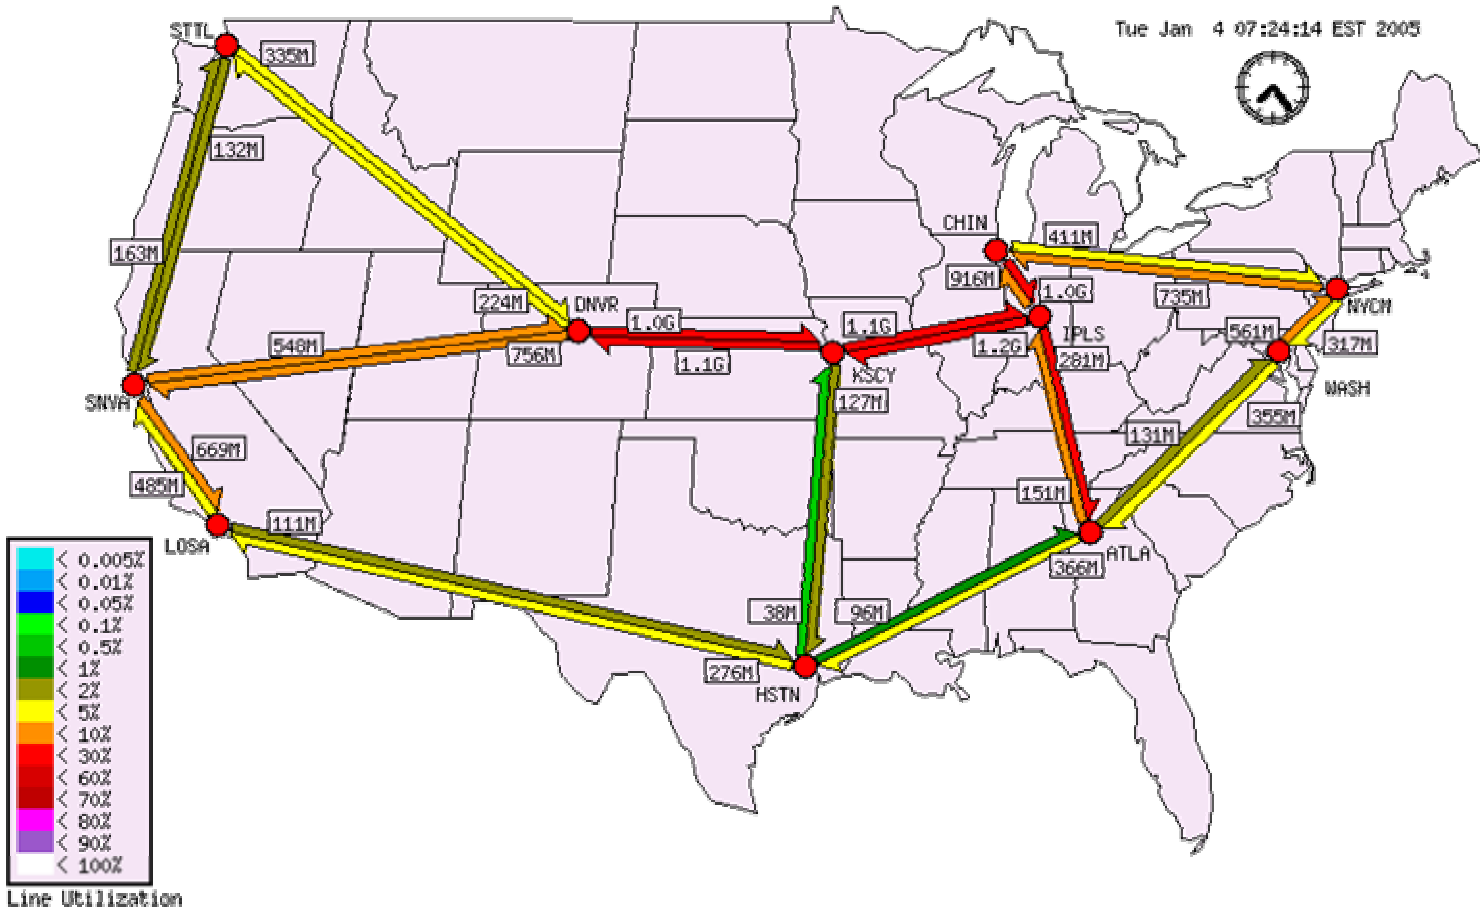 STTL
Tue Jan 4 07:24:14 EST 2005
335M
132M
CHIN
411M
163M
916M
1.0G
735M
NYCM
224M
DNVR
1.0G
1.1G
IPLS
561M
317M
548M
756M
1.1G
1.2G
281M
KSCY
WASH
SNVA
127M
355M
669M
131M
485M
151M
111M
LOSA
ATLA
366M
38M
96M
276M
HSTN
< 0.005%
< 0.01%
< 0.05%
< 0.1%
< 0.5%
< 1%
< 2%
< 5%
< 10%
< 30%
< 60%
< 70%
< 80%
< 90%
< 100%
Line Utilization